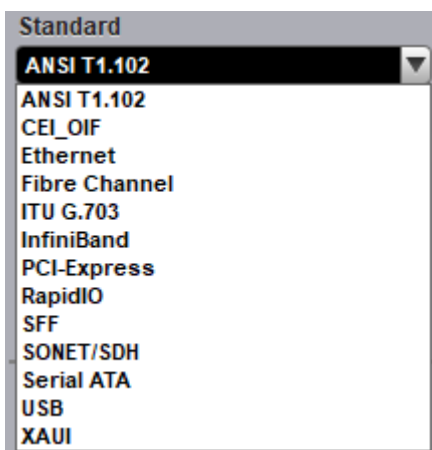 Standard
ANSI T1.102
ANSI T1.102
CEI_OIF
Ethernet
Fibre Channel
ITU G.703
InfiniBand
PCI-Express
RapidIO
SFF
SONET/SDH
Serial ATA
USB
XAUI